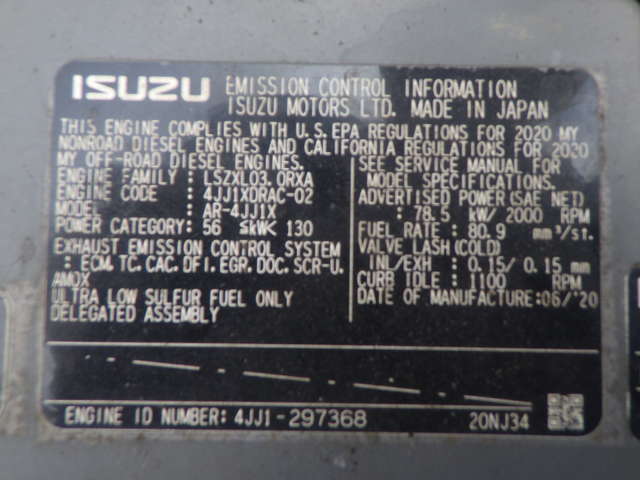 ISUZU EMISSION CONTROL INFORMATION
ISUZU MOTORS LTD. MADE IN JAPAN
THIS ENGINE COMPLIES WITH U.S.EPA REGULATIONS FOR 2020 MY
NONROAD DIESEL ENGINES AND CALIFORNIA REGULATIONS FOR 2020
MY OFF-ROAD DIESEL ENGINES.
ENGINE FAMILY : LSZXL03.0RXA
ENGINE CODE : 4JJ1XDRAC-02
MODEL : AR-4JJ1X
POWER CATEGORY: 56 ≤kW< 130
EXHAUST EMISSION CONTROL SYSTEM
: ECM. TC. CAC. DFI. EGR. DOC. SCR-U.
AMOX
ULTRA LOW SULFUR FUEL ONLY
DELEGATED ASSEMBLY
SEE SERVICE MANUAL FOR
MODEL SPECIFICATIONS.
ADVERTISED POWER(SAE NET)
: 78.5 kW/ 2000 RPM
FUEL RATE : 80.9 mm³/st.
VALVE LASH(COLD)
INL/EXH : 0.15/ 0.15 mm
CURB IDLE : 1100 RPM
DATE OF MANUFACTURE:06/'20
ENGINE ID NUMBER: 4JJ1-297368
20NJ34